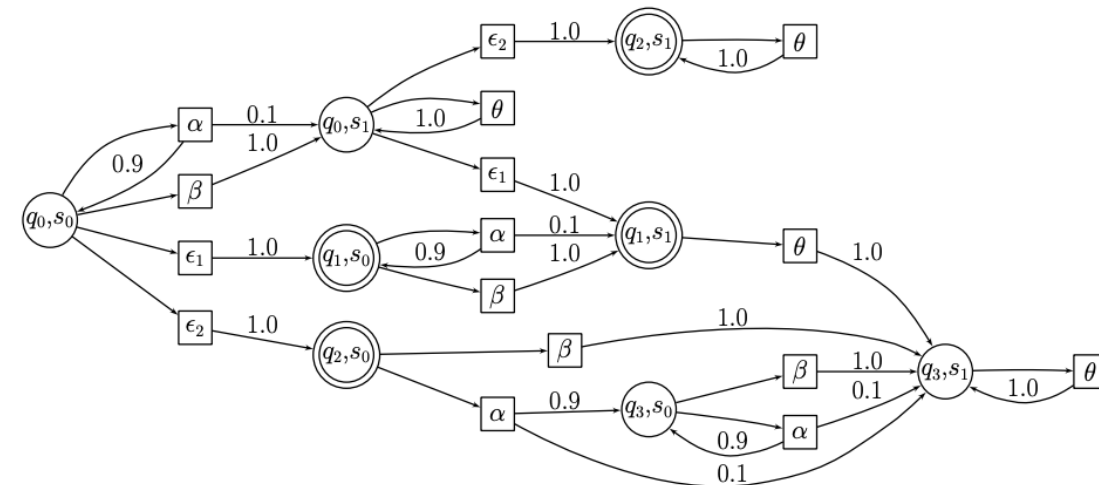 ϵ₂ 1.0 q₂,s₁ θ
1.0
α 0.1 q₀,s₁ θ
1.0
0.9 1.0
β
ϵ₁ 1.0
q₀,s₀
ϵ₁ 1.0 q₁,s₀ α 0.1 q₁,s₁ θ 1.0
0.9 1.0
β
ϵ₂ 1.0 q₂,s₀ β 1.0
β 1.0 q₃,s₁ θ
α 0.9 q₃,s₀ α 0.1 1.0
0.9
0.1